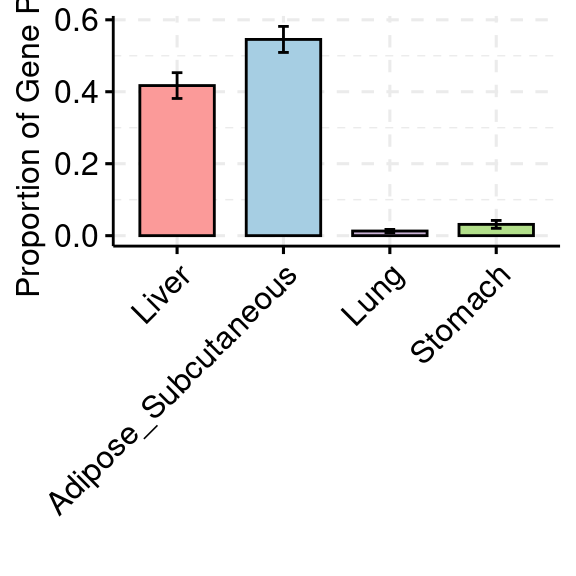 Proportion of Gene
0.6
0.4
0.2
0.0
Liver
Adipose_Subcutaneous
Lung
Stomach